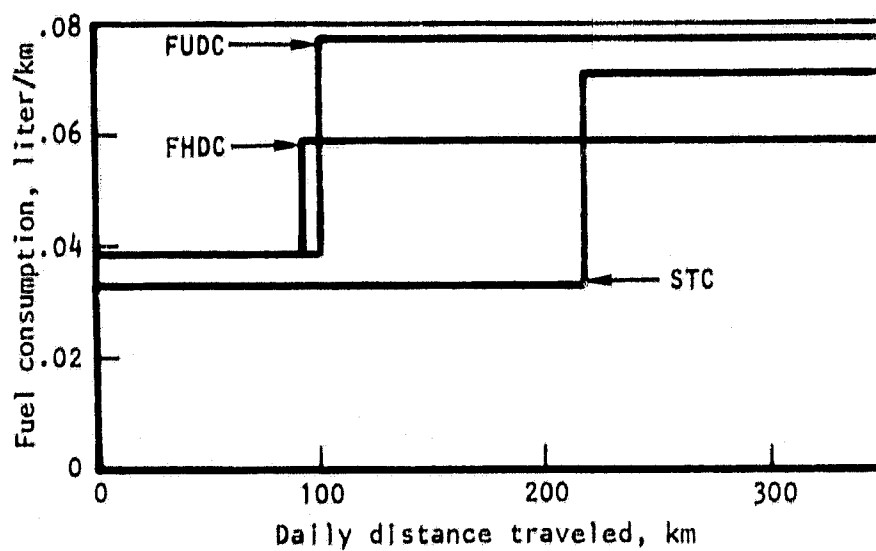 .08
FUDC
.06
FHDC
.04
STC
.02
0
0 100 200 300
Daily distance traveled, km
Fuel consumption, liter/km